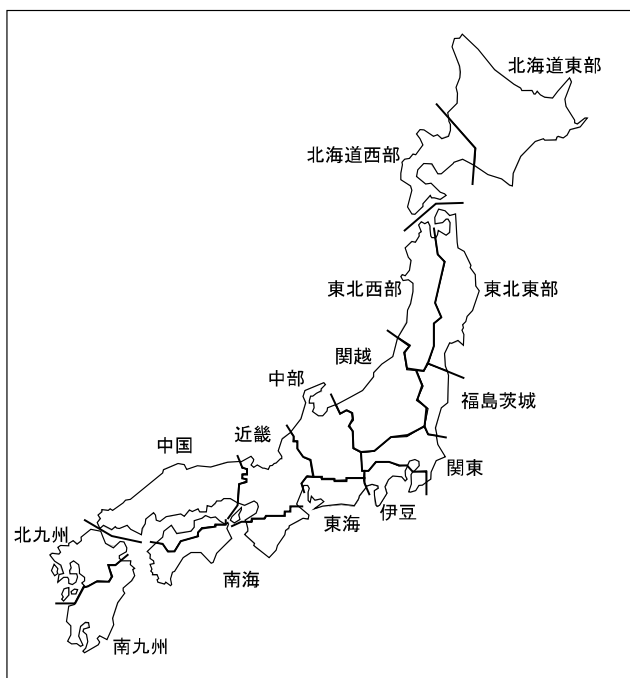 北海道東部
北海道西部
東北西部
東北東部
関越
中部
福島茨城
近畿
中国
関東
伊豆
東海
北九州
南海
南九州